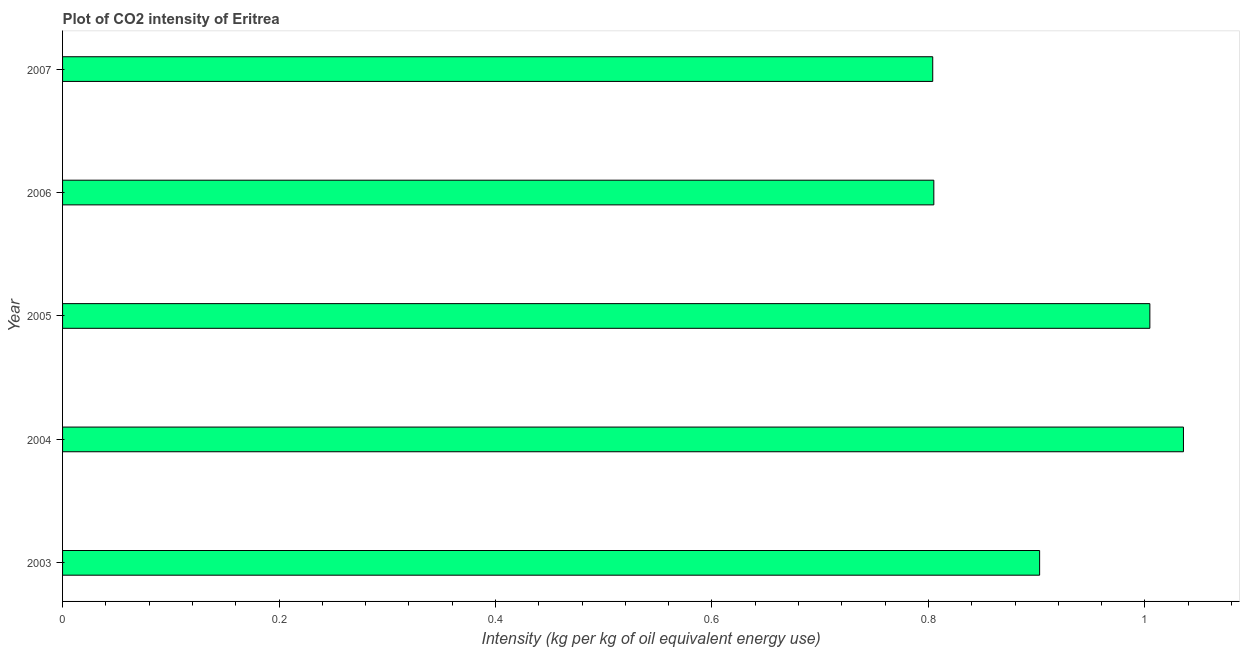 Plot of CO2 intensity of Eritrea
2007
2006
2005
2004
2003
Year
0 0.2 0.4 0.6 0.8 1
Intensity (kg per kg of oil equivalent energy use)